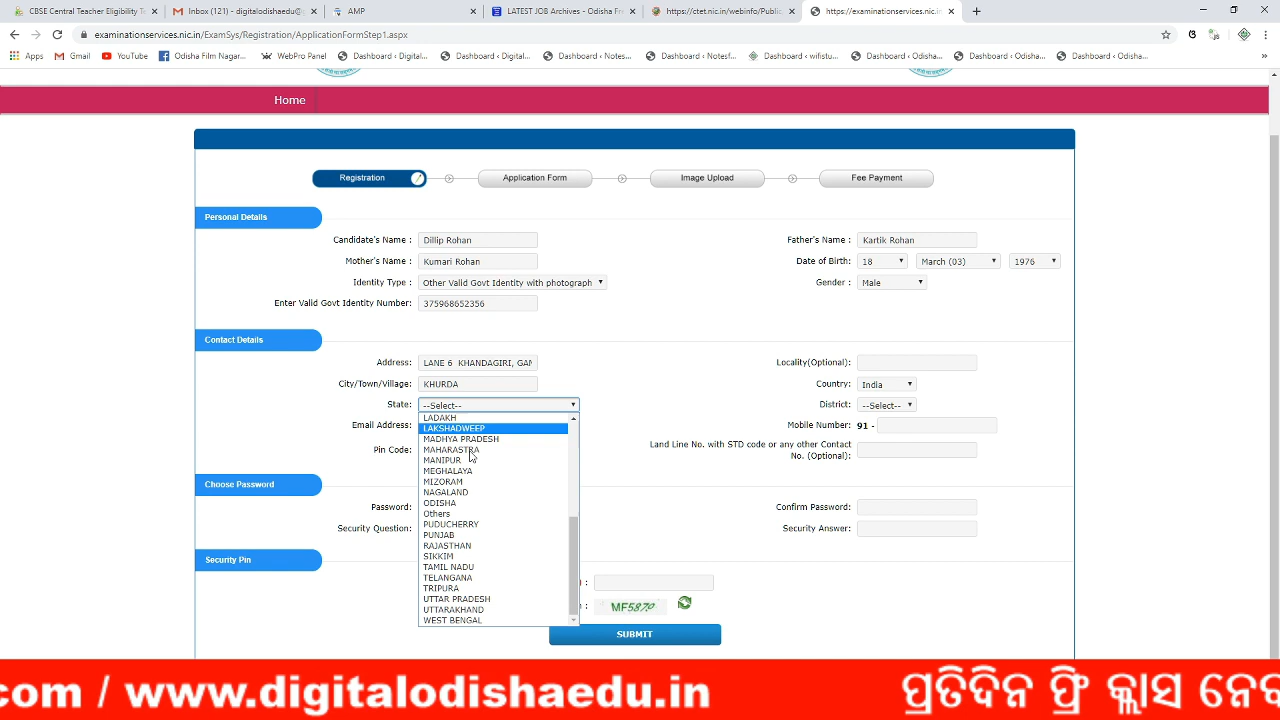 CBSE Central Teacher Eligibility T
Inbox (121) - digitalodishaedu@g
AMP
LATEST JOB Archives - Odisha Fr
https://ctet.nic.in/webinfo/Public
https://examinationservices.nic.in/
examinationservices.nic.in/ExamSys/Registration/ApplicationFormStep1.aspx
Apps
Gmail
YouTube
Odisha Film Nagar...
WebPro Panel
Dashboard ‹ Digital...
Dashboard ‹ Digital...
Dashboard ‹ Notes...
Dashboard ‹ Notesf...
Dashboard ‹ wifistu...
Dashboard ‹ Odisha...
Dashboard ‹ Odisha...
Dashboard ‹ Odisha...
Home
Registration
Application Form
Image Upload
Fee Payment
Personal Details
Candidate's Name : Dillip Rohan
Father's Name : Kartik Rohan
Mother's Name : Kumari Rohan
Date of Birth: 18 March (03) 1976
Identity Type : Other Valid Govt Identity with photograph
Gender : Male
Enter Valid Govt Identity Number: 375968652356
Contact Details
Address: LANE 6 KHANDAGIRI, GAN
Locality(Optional):
City/Town/Village: KHURDA
Country: India
State: --Select--
District: --Select--
LADAKH
LAKSHADWEEP
MADHYA PRADESH
MAHARASTRA
MANIPUR
MEGHALAYA
MIZORAM
NAGALAND
ODISHA
Others
PUDUCHERRY
PUNJAB
RAJASTHAN
SIKKIM
TAMIL NADU
TELANGANA
TRIPURA
UTTAR PRADESH
UTTARAKHAND
WEST BENGAL
Email Address:
Mobile Number: 91 -
Pin Code:
Land Line No. with STD code or any other Contact
No. (Optional):
Choose Password
Password:
Confirm Password:
Security Question:
Security Answer:
Security Pin
MF5870
SUBMIT
com / www.digitalodishaedu.in
ପ୍ରତିଦିନ ଫ୍ରି କ୍ଲାସ ନେବ